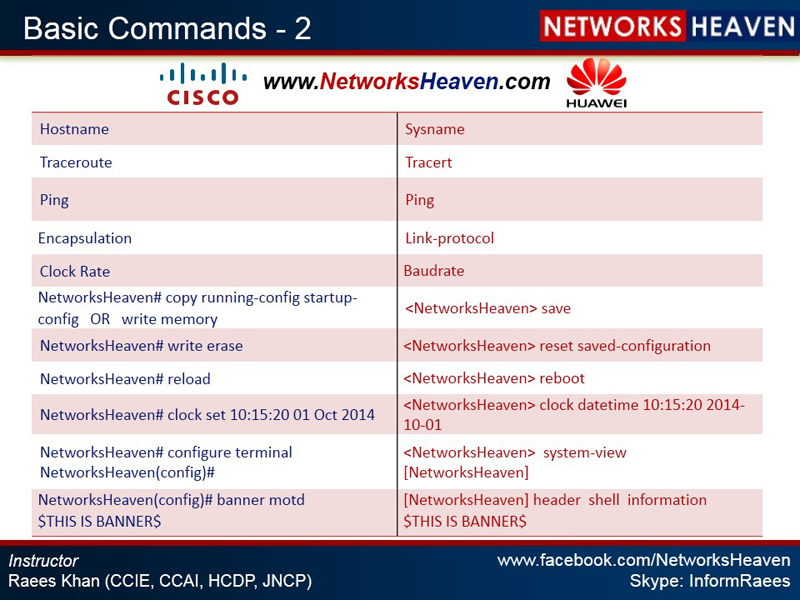 Basic Commands - 2
NETWORKS HEAVEN
CISCO
www.NetworksHeaven.com
HUAWEI
Hostname
Sysname
Traceroute
Tracert
Ping
Ping
Encapsulation
Link-protocol
Clock Rate
Baudrate
NetworksHeaven# copy running-config startup-
config OR write memory
<NetworksHeaven> save
NetworksHeaven# write erase
<NetworksHeaven> reset saved-configuration
NetworksHeaven# reload
<NetworksHeaven> reboot
NetworksHeaven# clock set 10:15:20 01 Oct 2014
<NetworksHeaven> clock datetime 10:15:20 2014-
10-01
NetworksHeaven# configure terminal
NetworksHeaven(config)#
<NetworksHeaven> system-view
[NetworksHeaven]
NetworksHeaven(config)# banner motd
$THIS IS BANNER$
[NetworksHeaven] header shell information
$THIS IS BANNER$
Instructor
Raees Khan (CCIE, CCAI, HCDP, JNCP)
www.facebook.com/NetworksHeaven
Skype: InformRaees